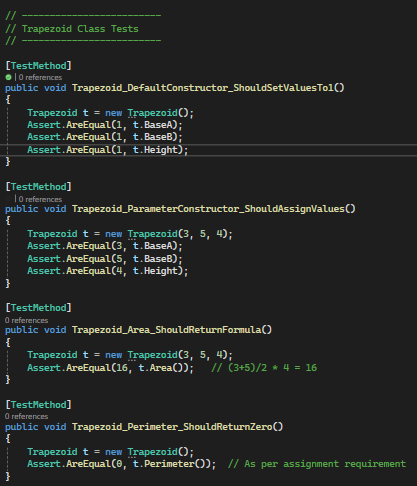 // -------------------------
// Trapezoid Class Tests
// -------------------------
[TestMethod]
| 0 references
public void Trapezoid_DefaultConstructor_ShouldSetValuesTo1()
{
Trapezoid t = new Trapezoid();
Assert.AreEqual(1, t.BaseA);
Assert.AreEqual(1, t.BaseB);
Assert.AreEqual(1, t.Height);
}
[TestMethod]
| 0 references
public void Trapezoid_ParameterConstructor_ShouldAssignValues()
{
Trapezoid t = new Trapezoid(3, 5, 4);
Assert.AreEqual(3, t.BaseA);
Assert.AreEqual(5, t.BaseB);
Assert.AreEqual(4, t.Height);
}
[TestMethod]
0 references
public void Trapezoid_Area_ShouldReturnFormula()
{
Trapezoid t = new Trapezoid(3, 5, 4);
Assert.AreEqual(16, t.Area());   // (3+5)/2 * 4 = 16
}
[TestMethod]
0 references
public void Trapezoid_Perimeter_ShouldReturnZero()
{
Trapezoid t = new Trapezoid();
Assert.AreEqual(0, t.Perimeter());  // As per assignment requirement
}